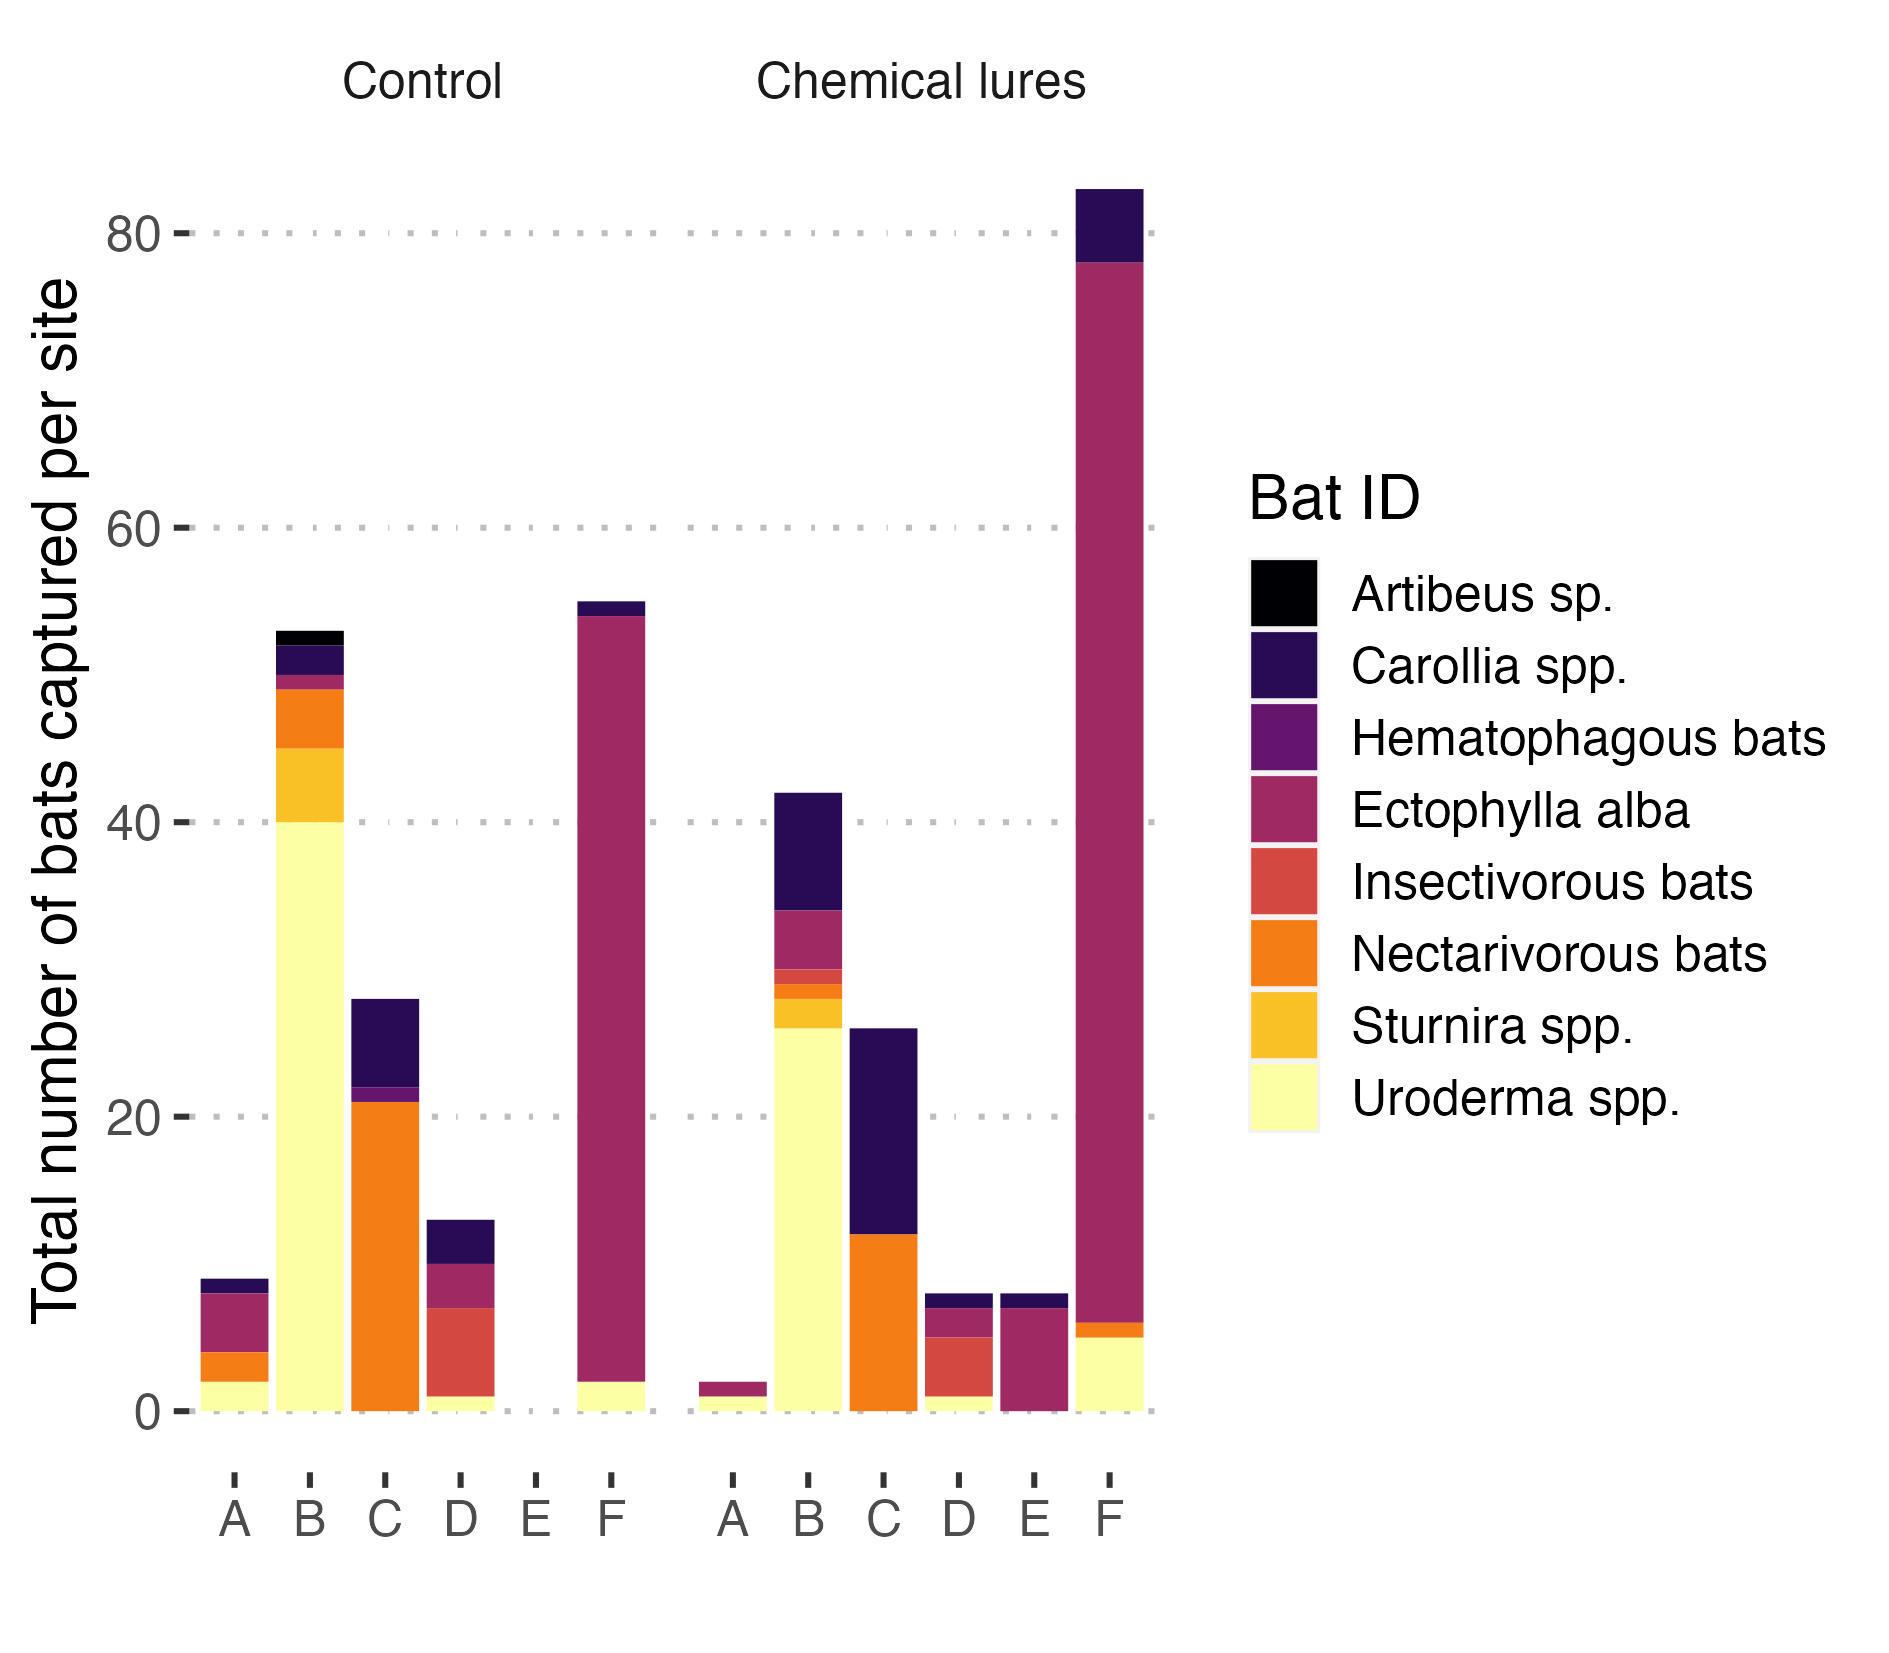 Control
Chemical lures
Total number of bats captured per site
80
60
40
20
0
A B C D E F
A B C D E F
Bat ID
Artibeus sp.
Carollia spp.
Hematophagous bats
Ectophylla alba
Insectivorous bats
Nectarivorous bats
Sturnira spp.
Uroderma spp.